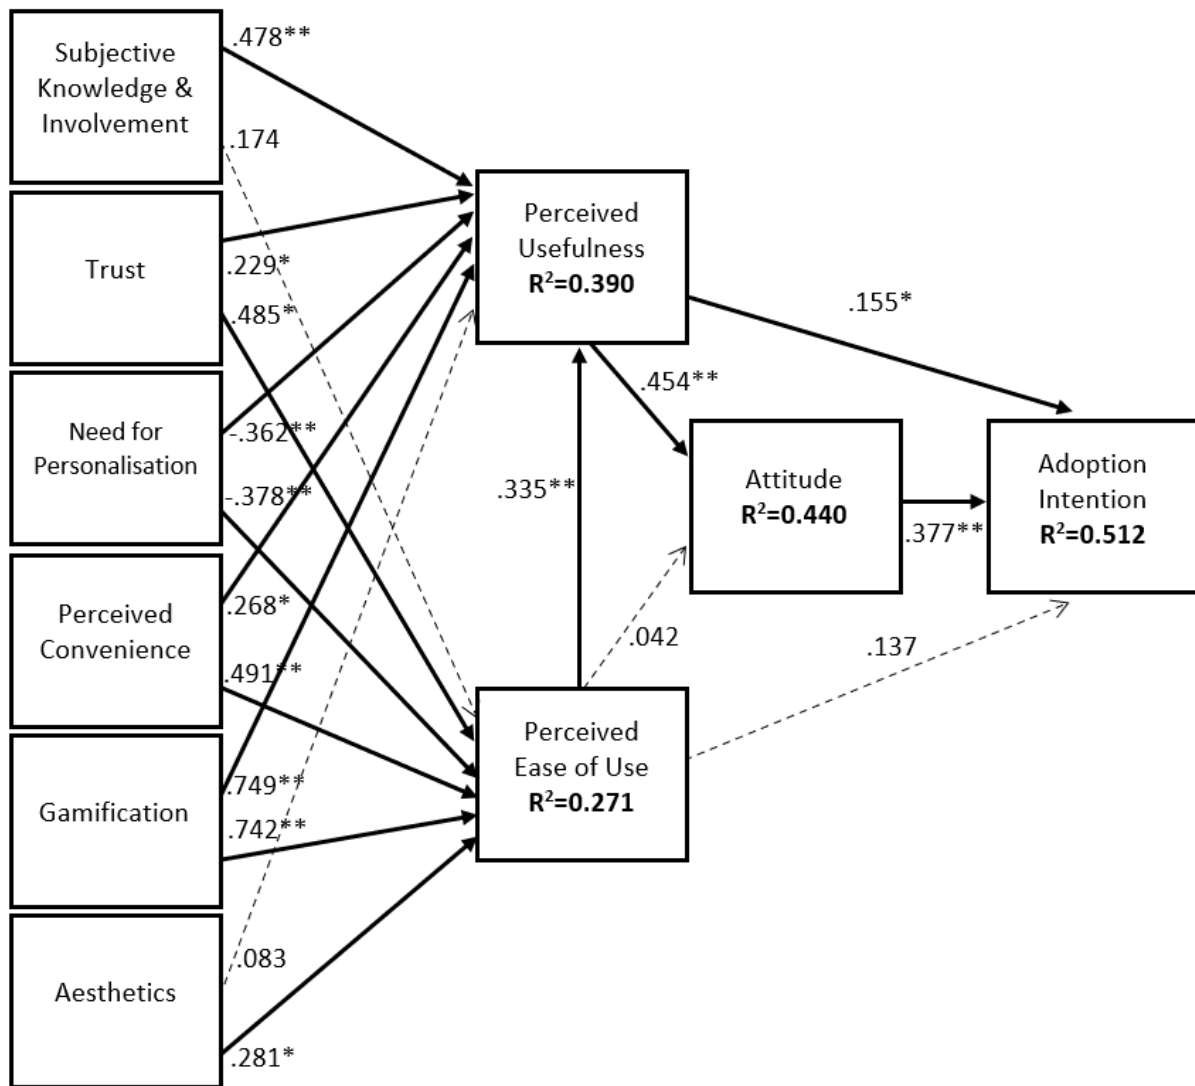 Subjective
Knowledge &
Involvement
.478**
.174
Trust
.229*
.485*
Need for
Personalisation
-.362**
-.378**
Perceived
Convenience
.268*
.491**
Gamification
.749**
.742**
Aesthetics
.083
.281*
Perceived
Usefulness
R²=0.390
.335**
Perceived
Ease of Use
R²=0.271
.155*
.454**
.042
.137
Attitude
R²=0.440
.377**
Adoption
Intention
R²=0.512